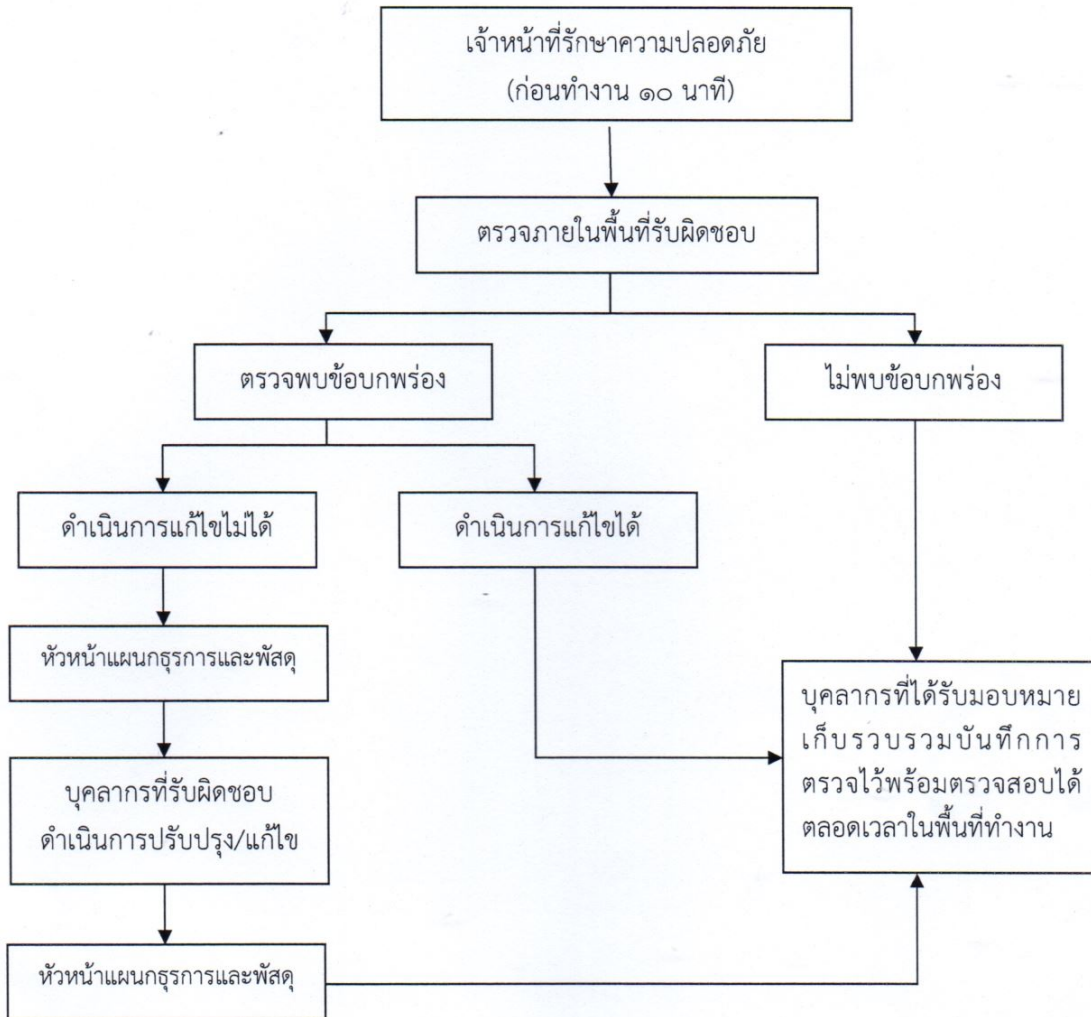 เจ้าหน้าที่รักษาความปลอดภัย
(ก่อนทำงาน ๑๐ นาที)
ตรวจภายในพื้นที่รับผิดชอบ
ตรวจพบข้อบกพร่อง
ไม่พบข้อบกพร่อง
ดำเนินการแก้ไขไม่ได้
ดำเนินการแก้ไขได้
หัวหน้าแผนกธุรการและพัสดุ
บุคลากรที่รับผิดชอบ
ดำเนินการปรับปรุง/แก้ไข
หัวหน้าแผนกธุรการและพัสดุ
บุคลากรที่ได้รับมอบหมาย
เก็บรวบรวมบันทึกการ
ตรวจไว้พร้อมตรวจสอบได้
ตลอดเวลาในพื้นที่ทำงาน